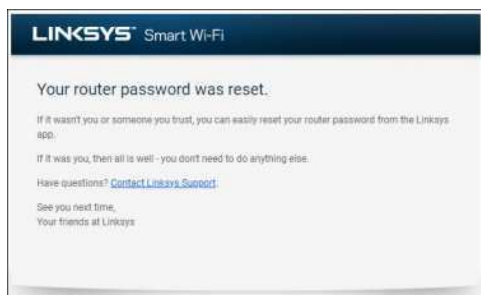 LINKSYS™ Smart Wi-Fi
Your router password was reset.
If it wasn't you or someone you trust, you can easily reset your router password from the Linksys
app.
If it was you, then all is well - you don't need to do anything else.
Have questions? Contact Linksys Support.
See you next time,
Your friends at Linksys